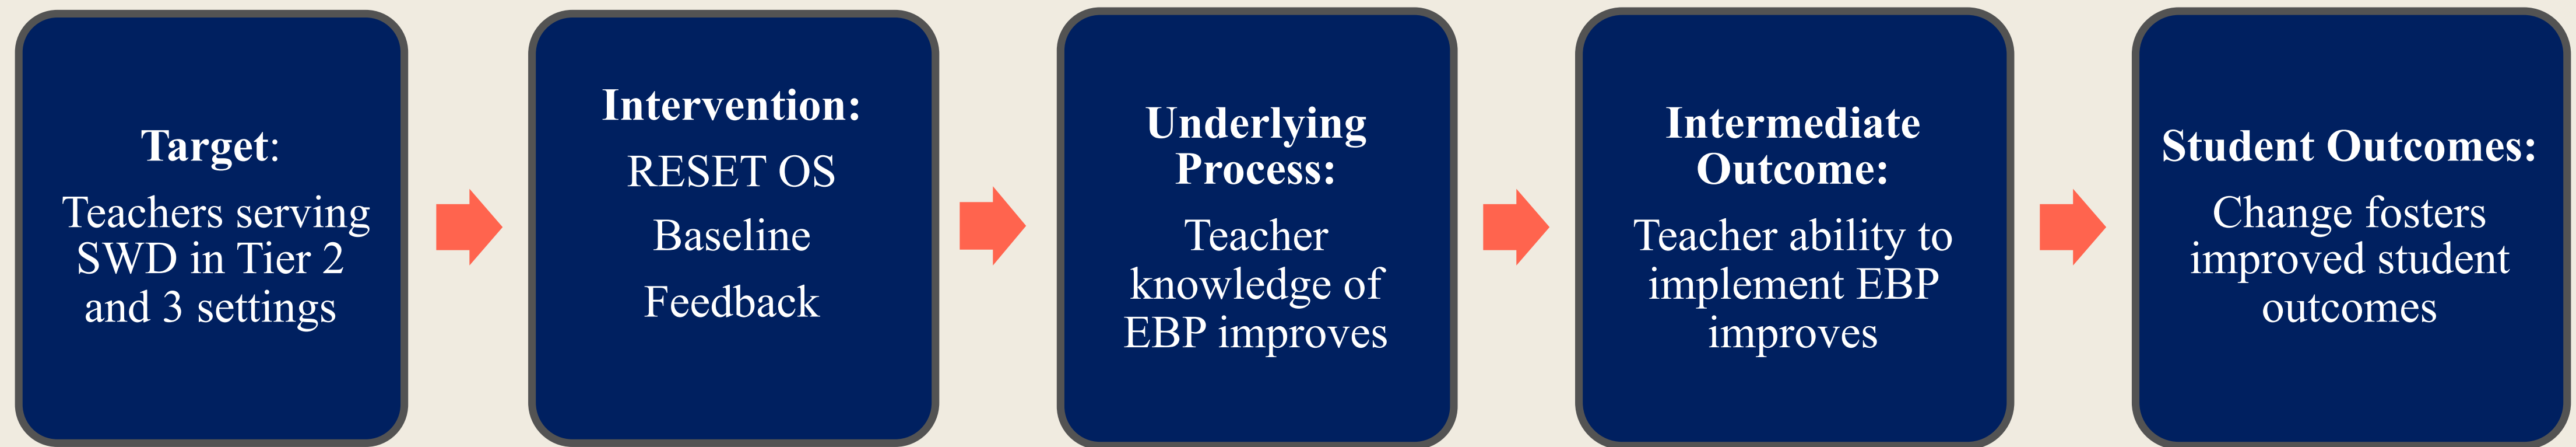 Target:
Teachers serving
SWD in Tier 2
and 3 settings
Intervention:
RESET OS
Baseline
Feedback
Underlying
Process:
Teacher
knowledge of
EBP improves
Intermediate
Outcome:
Teacher ability to
implement EBP
improves
Student Outcomes:
Change fosters
improved student
outcomes